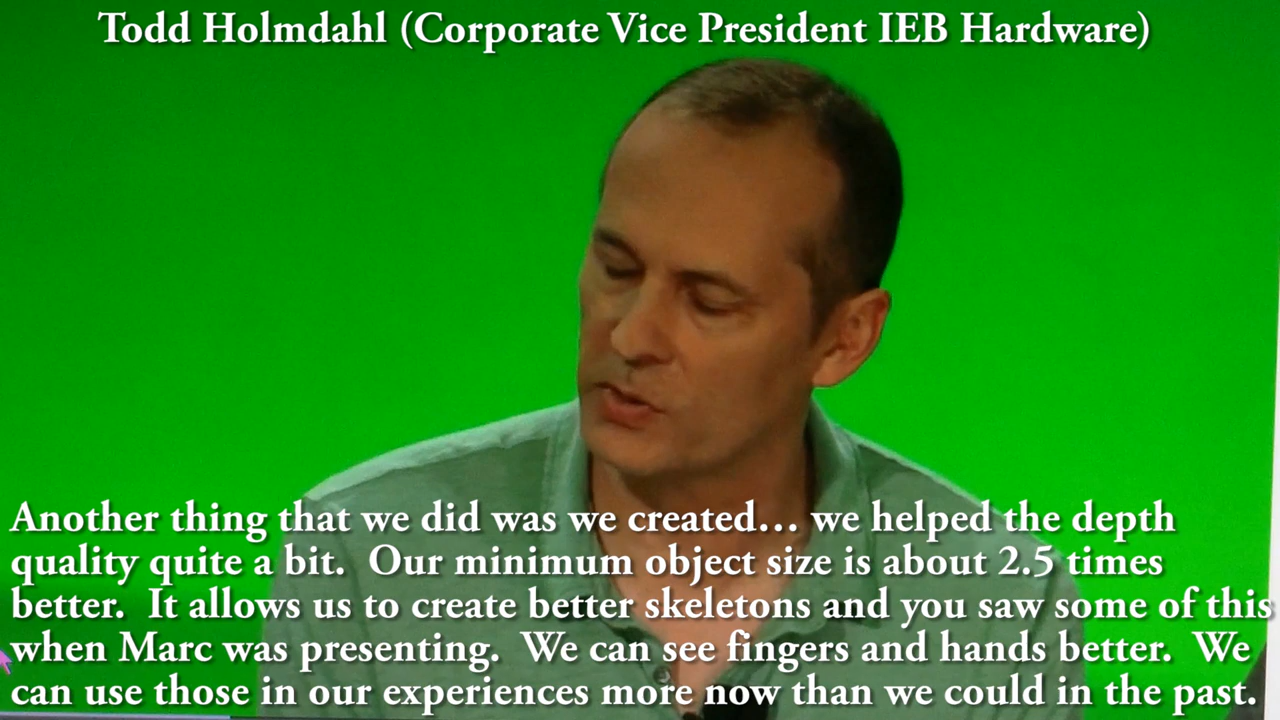 Todd Holmdahl (Corporate Vice President IEB Hardware)
Another thing that we did was we created... we helped the depth
quality quite a bit.  Our minimum object size is about 2.5 times
better.  It allows us to create better skeletons and you saw some of this
when Marc was presenting.  We can see fingers and hands better.  We
can use those in our experiences more now than we could in the past.